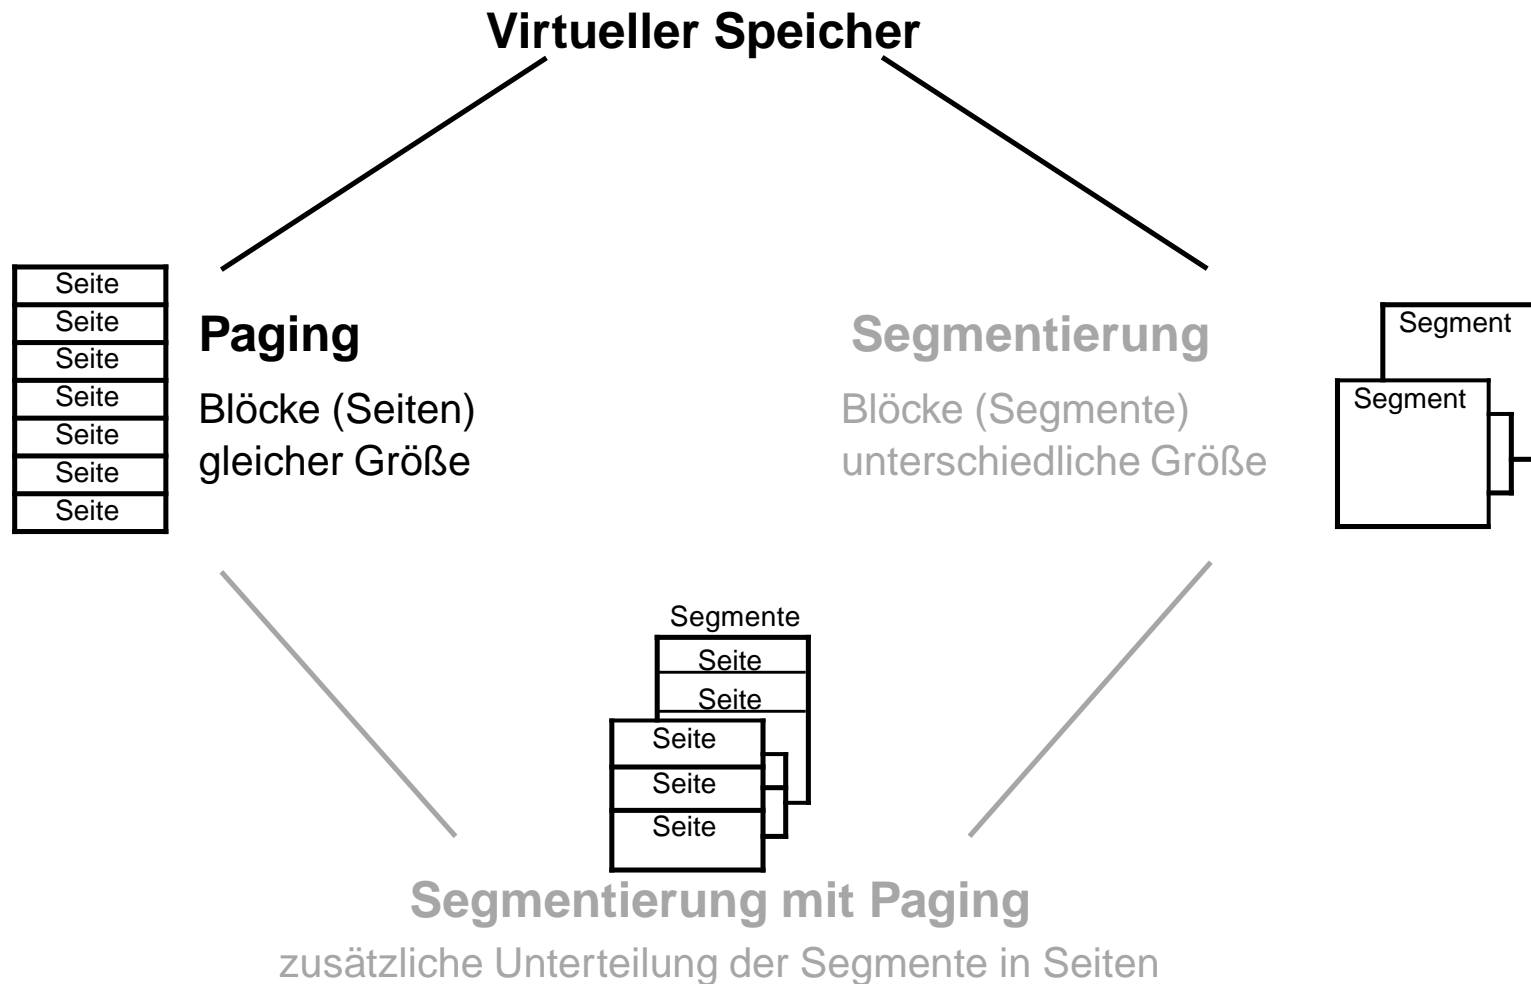 Virtueller Speicher
Seite
Seite
Seite
Seite
Seite
Seite
Seite
Paging
Blöcke (Seiten)
gleicher Größe
Segmentierung
Blöcke (Segmente)
unterschiedliche Größe
Segment
Segment
Segmente
Seite
Seite
Seite
Seite
Seite
Segmentierung mit Paging
zusätzliche Unterteilung der Segmente in Seiten